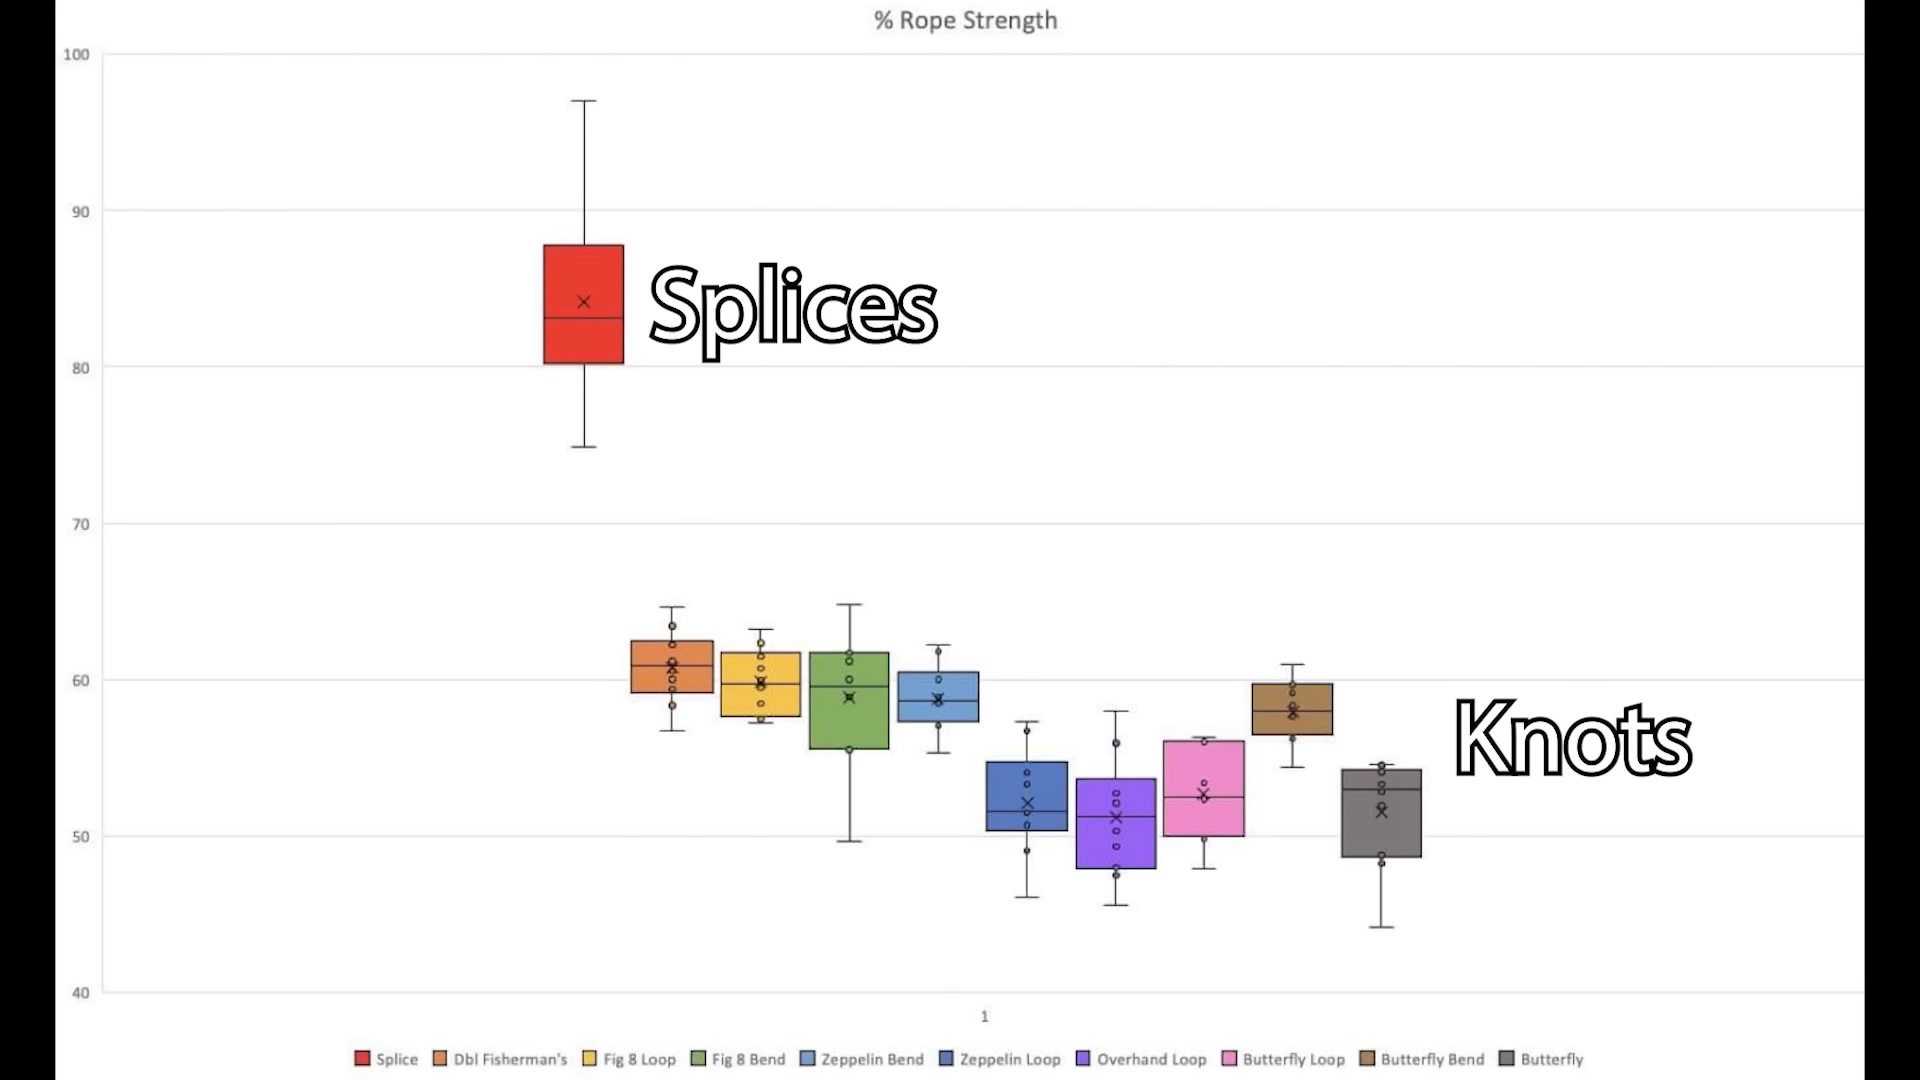 % Rope Strength
100
90
Splices
80
70
60
Knots
50
40
1
Splice Dbl Fisherman's Fig 8 Loop Fig 8 Bend Zeppelin Bend Zeppelin Loop Overhand Loop Butterfly Loop Butterfly Bend Butterfly